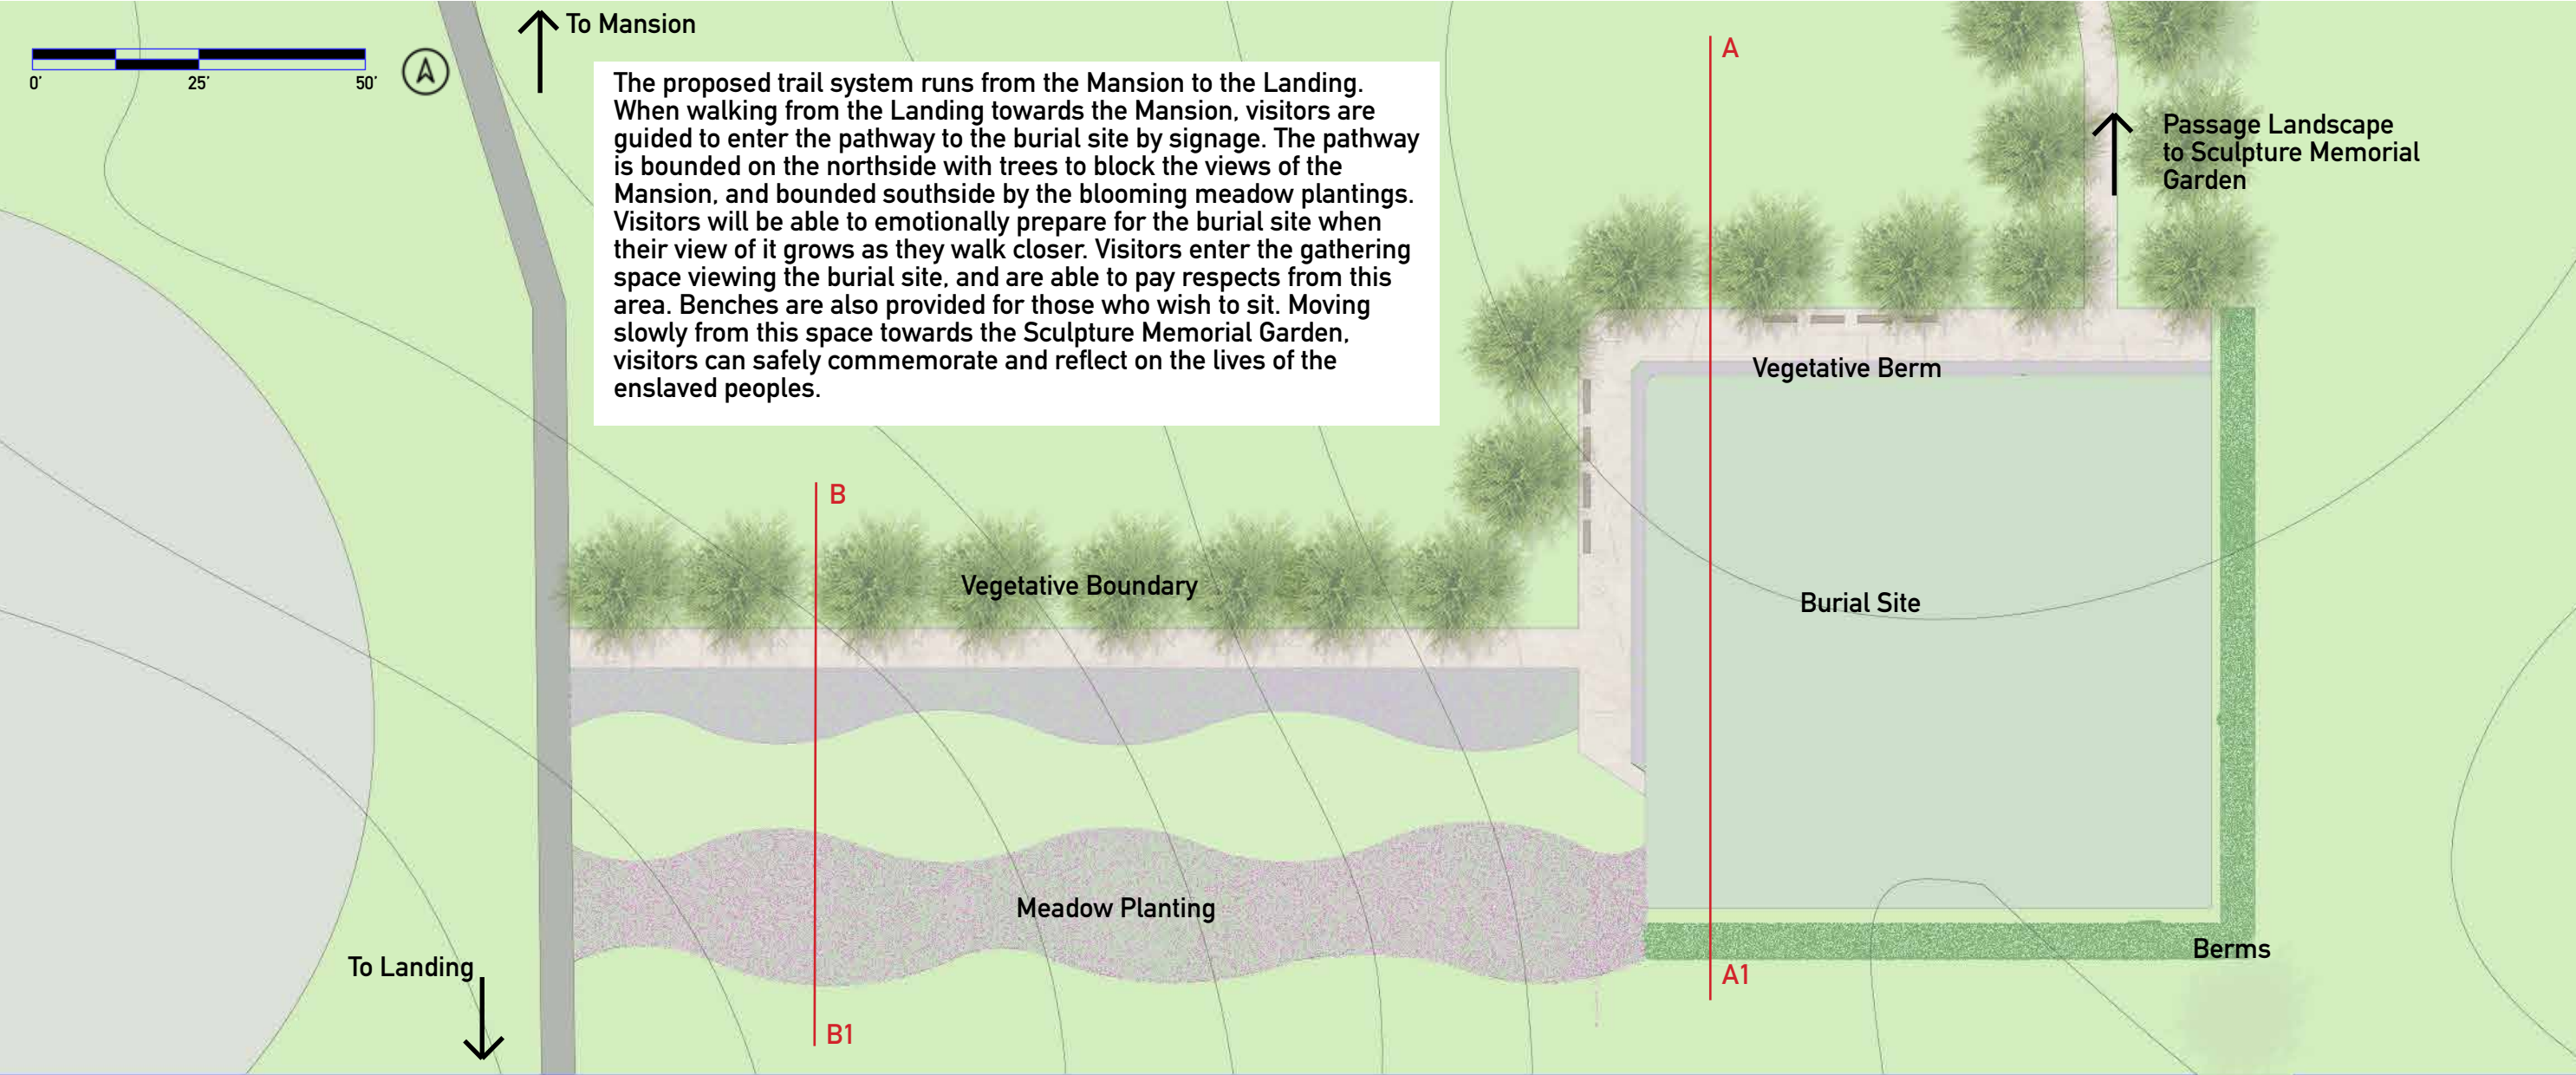 To Mansion
0' 25' 50'
A
The proposed trail system runs from the Mansion to the Landing.
When walking from the Landing towards the Mansion, visitors are
guided to enter the pathway to the burial site by signage. The pathway
is bounded on the northside with trees to block the views of the
Mansion, and bounded southside by the blooming meadow plantings.
Visitors will be able to emotionally prepare for the burial site when
their view of it grows as they walk closer. Visitors enter the gathering
space viewing the burial site, and are able to pay respects from this
area. Benches are also provided for those who wish to sit. Moving
slowly from this space towards the Sculpture Memorial Garden,
visitors can safely commemorate and reflect on the lives of the
enslaved peoples.
A
Passage Landscape
to Sculpture Memorial
Garden
Vegetative Berm
B
Vegetative Boundary
Burial Site
Meadow Planting
Berms
To Landing
A1
B1